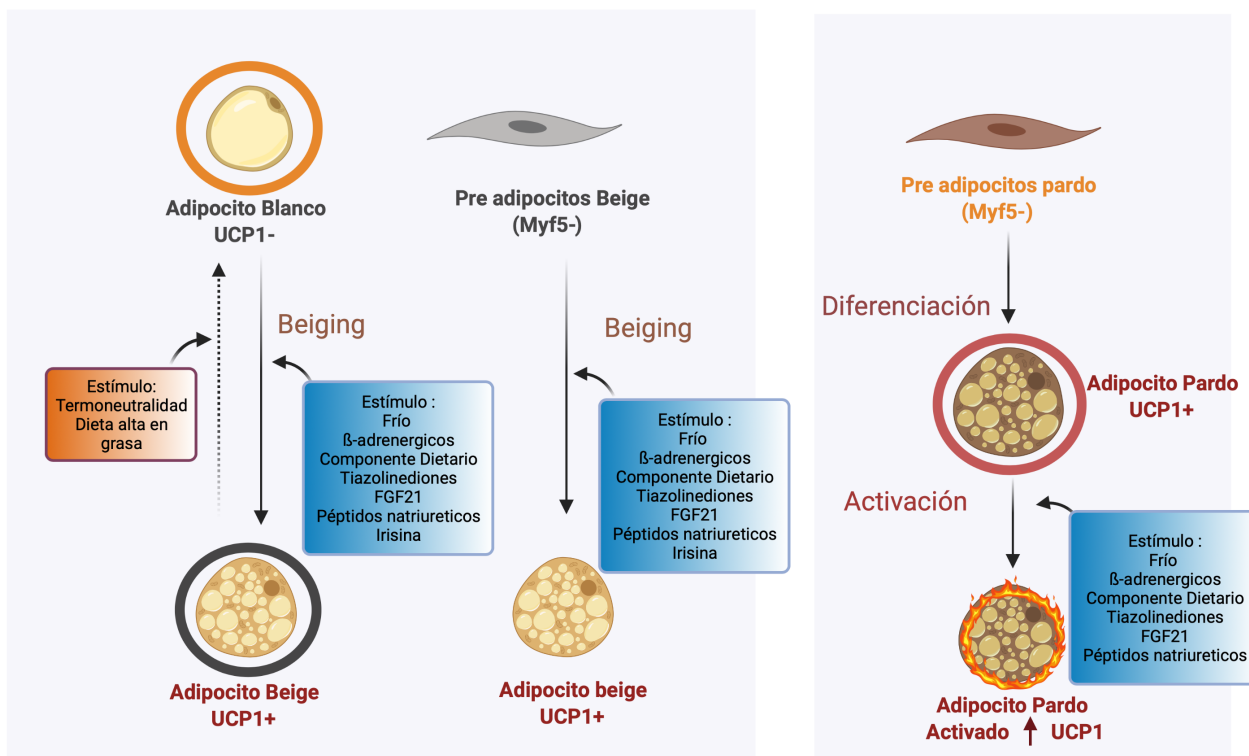 Adipocito Blanco
UCP1-
Beiging
Estímulo:
Termoneutralidad
Dieta alta en
grasa
Estímulo :
Frío
ß-adrenergicos
Componente Dietario
Tiazolinediones
FGF21
Péptidos natriureticos
Irisina
Adipocito Beige
UCP1+
Pre adipocitos Beige
(Myf5-)
Beiging
Estímulo :
Frío
ß-adrenergicos
Componente Dietario
Tiazolinediones
FGF21
Péptidos natriureticos
Irisina
Adipocito beige
UCP1+
Pre adipocitos pardo
(Myf5-)
Diferenciación
Adipocito Pardo
UCP1+
Activación
Estímulo :
Frío
ß-adrenergicos
Componente Dietario
Tiazolinediones
FGF21
Péptidos natriureticos
Adipocito Pardo
Activado UCP1